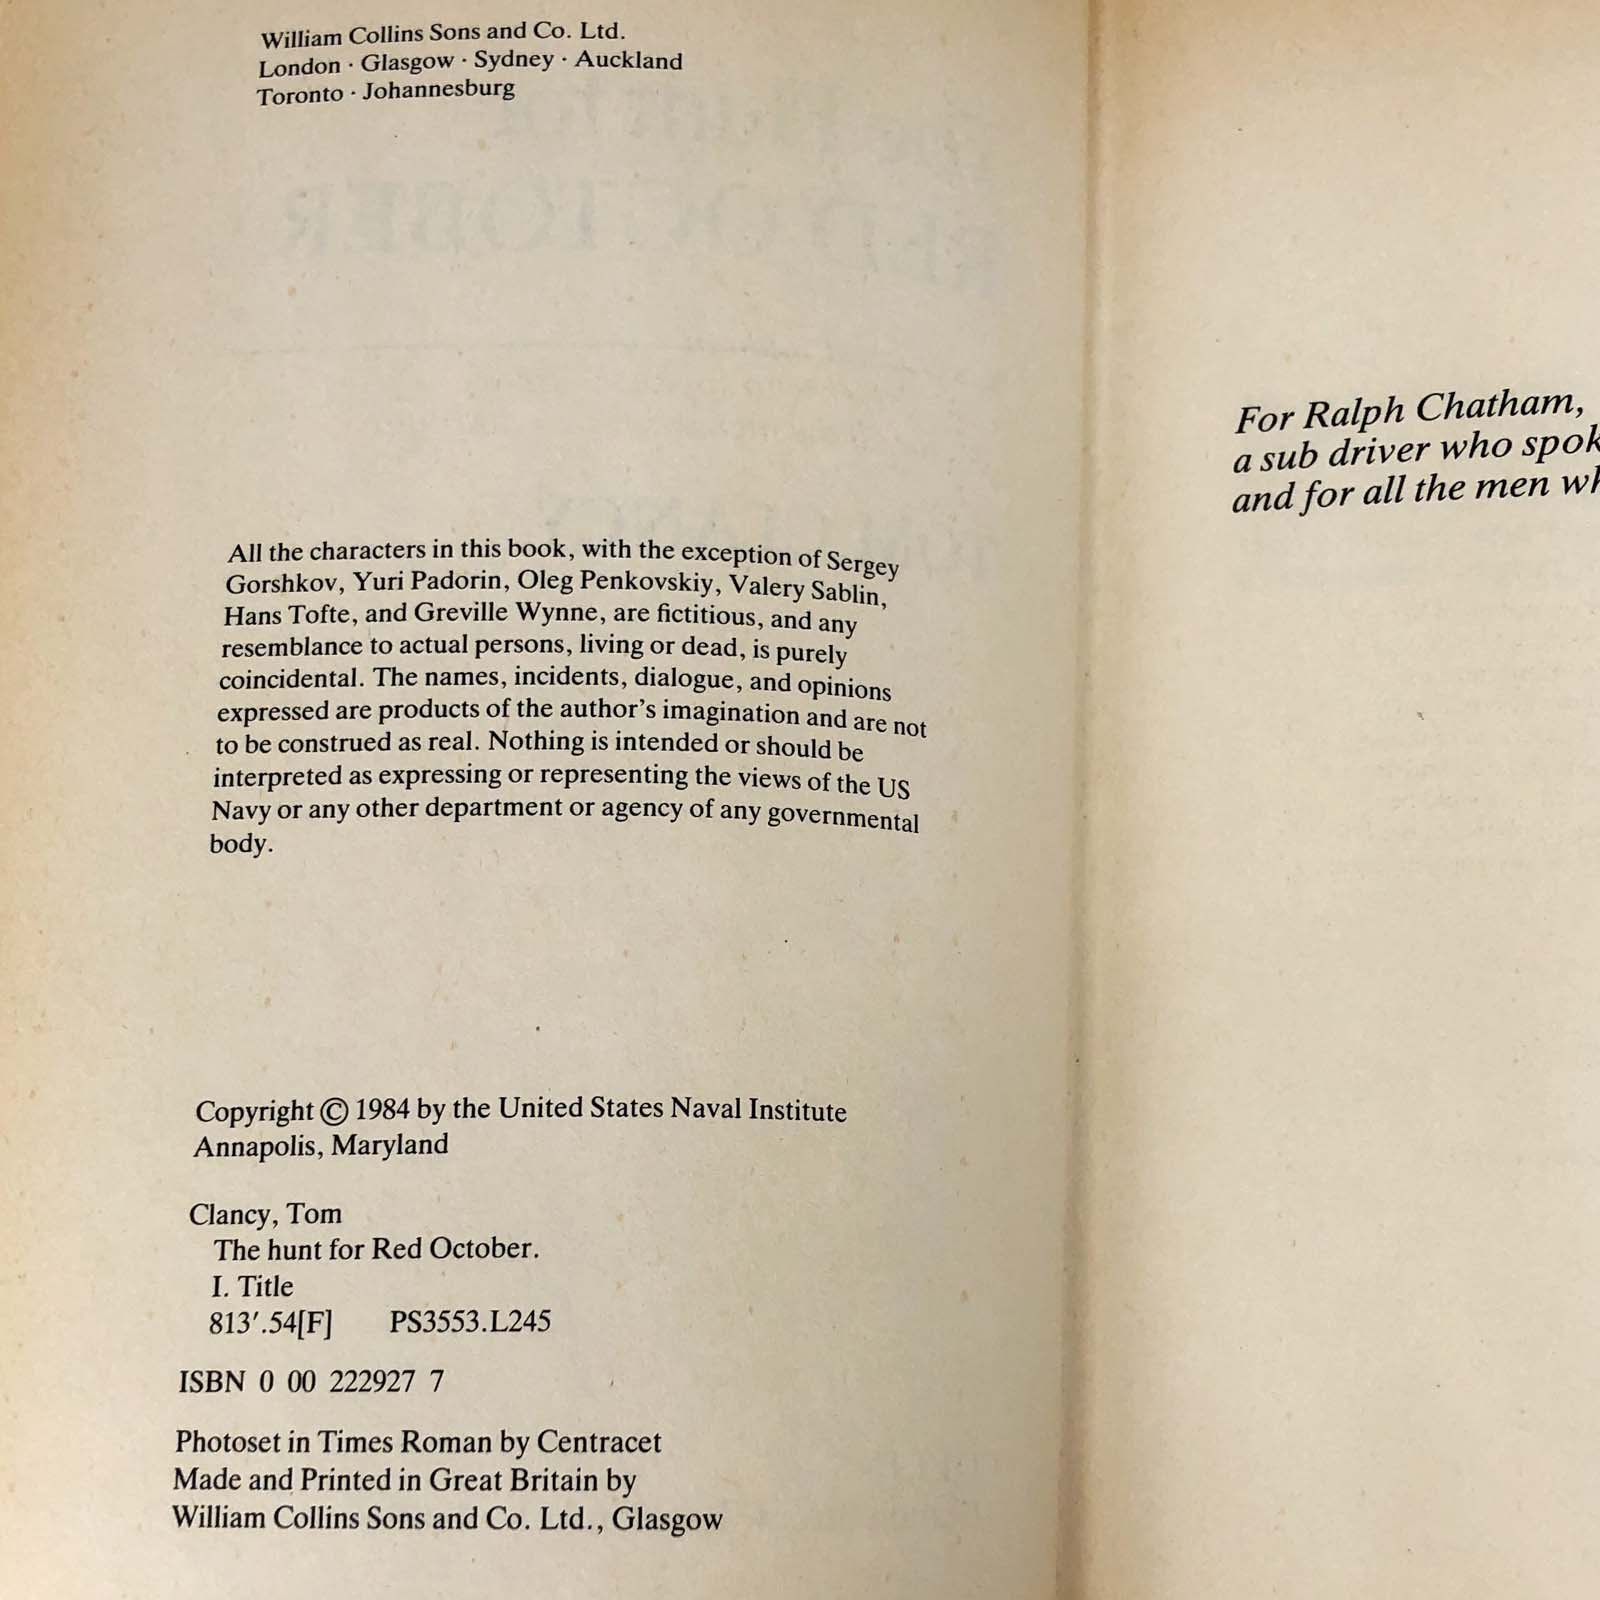 William Collins Sons and Co. Ltd.
London · Glasgow · Sydney · Auckland
Toronto · Johannesburg
All the characters in this book, with the exception of Sergey
Gorshkov, Yuri Padorin, Oleg Penkovskiy, Valery Sablin,
Hans Tofte, and Greville Wynne, are fictitious, and any
resemblance to actual persons, living or dead, is purely
coincidental. The names, incidents, dialogue, and opinions
expressed are products of the author's imagination and are not
to be construed as real. Nothing is intended or should be
interpreted as expressing or representing the views of the US
Navy or any other department or agency of any governmental
body.
Copyright © 1984 by the United States Naval Institute
Annapolis, Maryland
Clancy, Tom
The hunt for Red October.
I. Title
813'.54[F] PS3553.L245
ISBN 0 00 222927 7
Photoset in Times Roman by Centracet
Made and Printed in Great Britain by
William Collins Sons and Co. Ltd., Glasgow
For Ralph Chatham,
a sub driver who
and for all the men